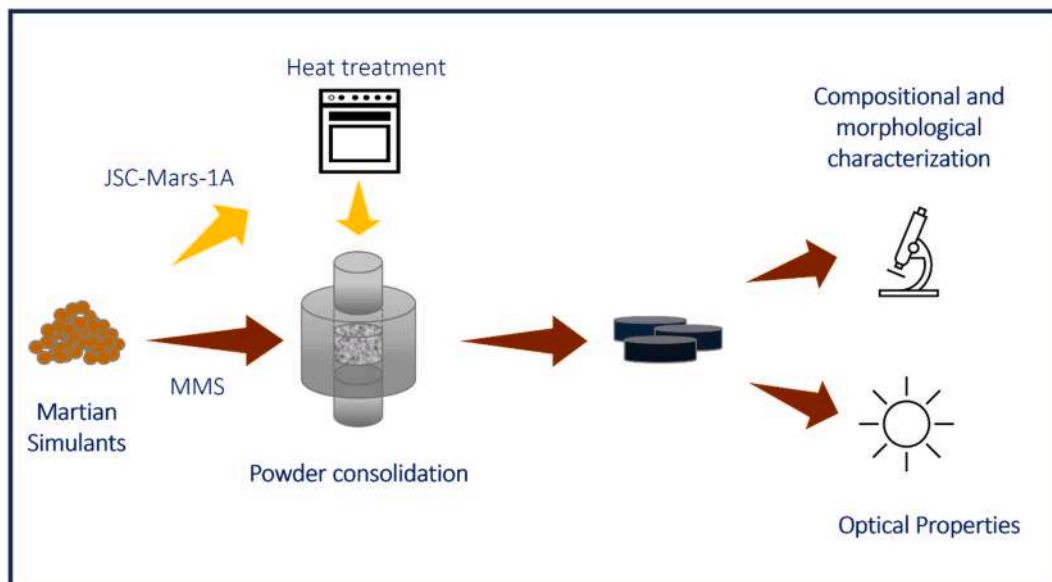 Heat treatment
Compositional and
morphological
characterization
JSC-Mars-1A
MMS
Martian
Simulants
Powder consolidation
Optical Properties